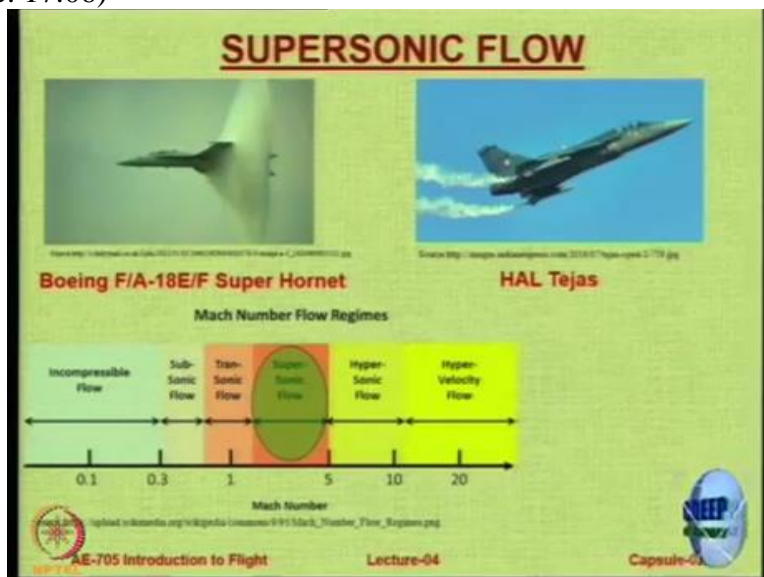 SUPERSONIC FLOW
Boeing F/A-18E/F Super Hornet
HAL Tejas
Mach Number Flow Regimes
Incompressible Flow
Sub-Sonic Flow
Tran-Sonic Flow
Super-Sonic Flow
Hyper-Sonic Flow
Hyper-Velocity Flow
0.1 0.3 1 5 10 20
Mach Number
NPTEL
AE-705 Introduction to Flight
Lecture-04